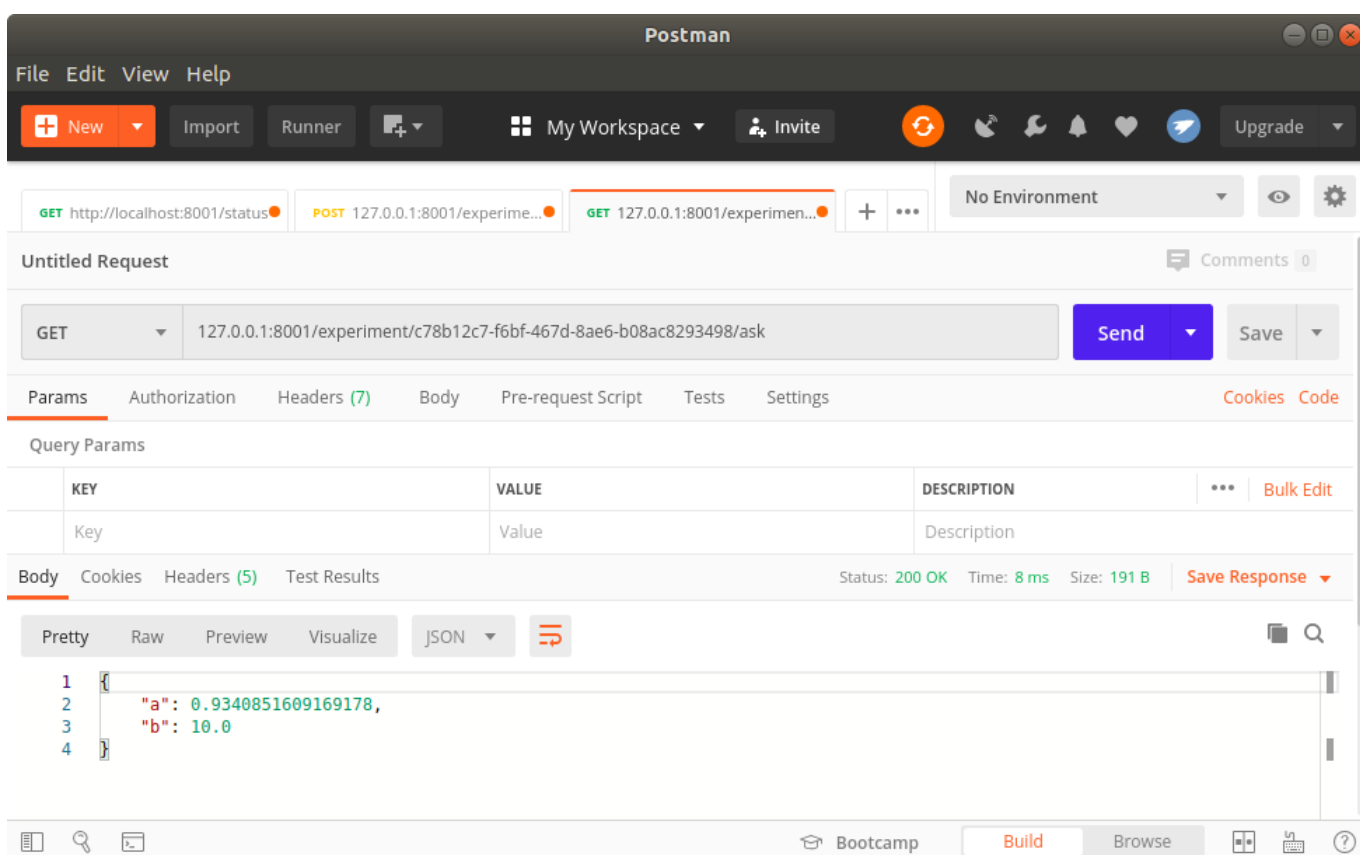 Postman
File Edit View Help
New Import Runner My Workspace Invite Upgrade
GET http://localhost:8001/status POST 127.0.0.1:8001/experime... GET 127.0.0.1:8001/experimen... No Environment
Untitled Request Comments 0
GET 127.0.0.1:8001/experiment/c78b12c7-f6bf-467d-8ae6-b08ac8293498/ask Send Save
Params Authorization Headers (7) Body Pre-request Script Tests Settings Cookies Code
Query Params
KEY VALUE DESCRIPTION Bulk Edit
Key Value Description
Body Cookies Headers (5) Test Results Status: 200 OK Time: 8 ms Size: 191 B Save Response
Pretty Raw Preview Visualize JSON
1 {
2 "a": 0.9340851609169178,
3 "b": 10.0
4 }
Bootcamp Build Browse